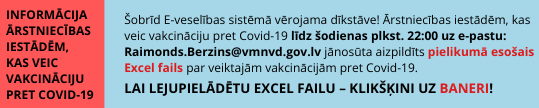 INFORMĀCIJA
ĀRSTNIECĪBAS
IESTĀDĒM,
KAS VEIC
VAKCINĀCIJU
PRET COVID-19
Šobrīd E-veselības sistēmā vērojama dīkstāve! Ārstniecības iestādēm, kas
veic vakcināciju pret Covid-19 līdz šodienas plkst. 22:00 uz e-pastu:
Raimonds.Berzins@vmnvd.gov.lv jānosūta aizpildīts pielikumā esošais
Excel fails par veiktajām vakcinācijām pret Covid-19.
LAI LEJUPIELĀDĒTU EXCEL FAILU – KLIKŠĶINI UZ BANERI!